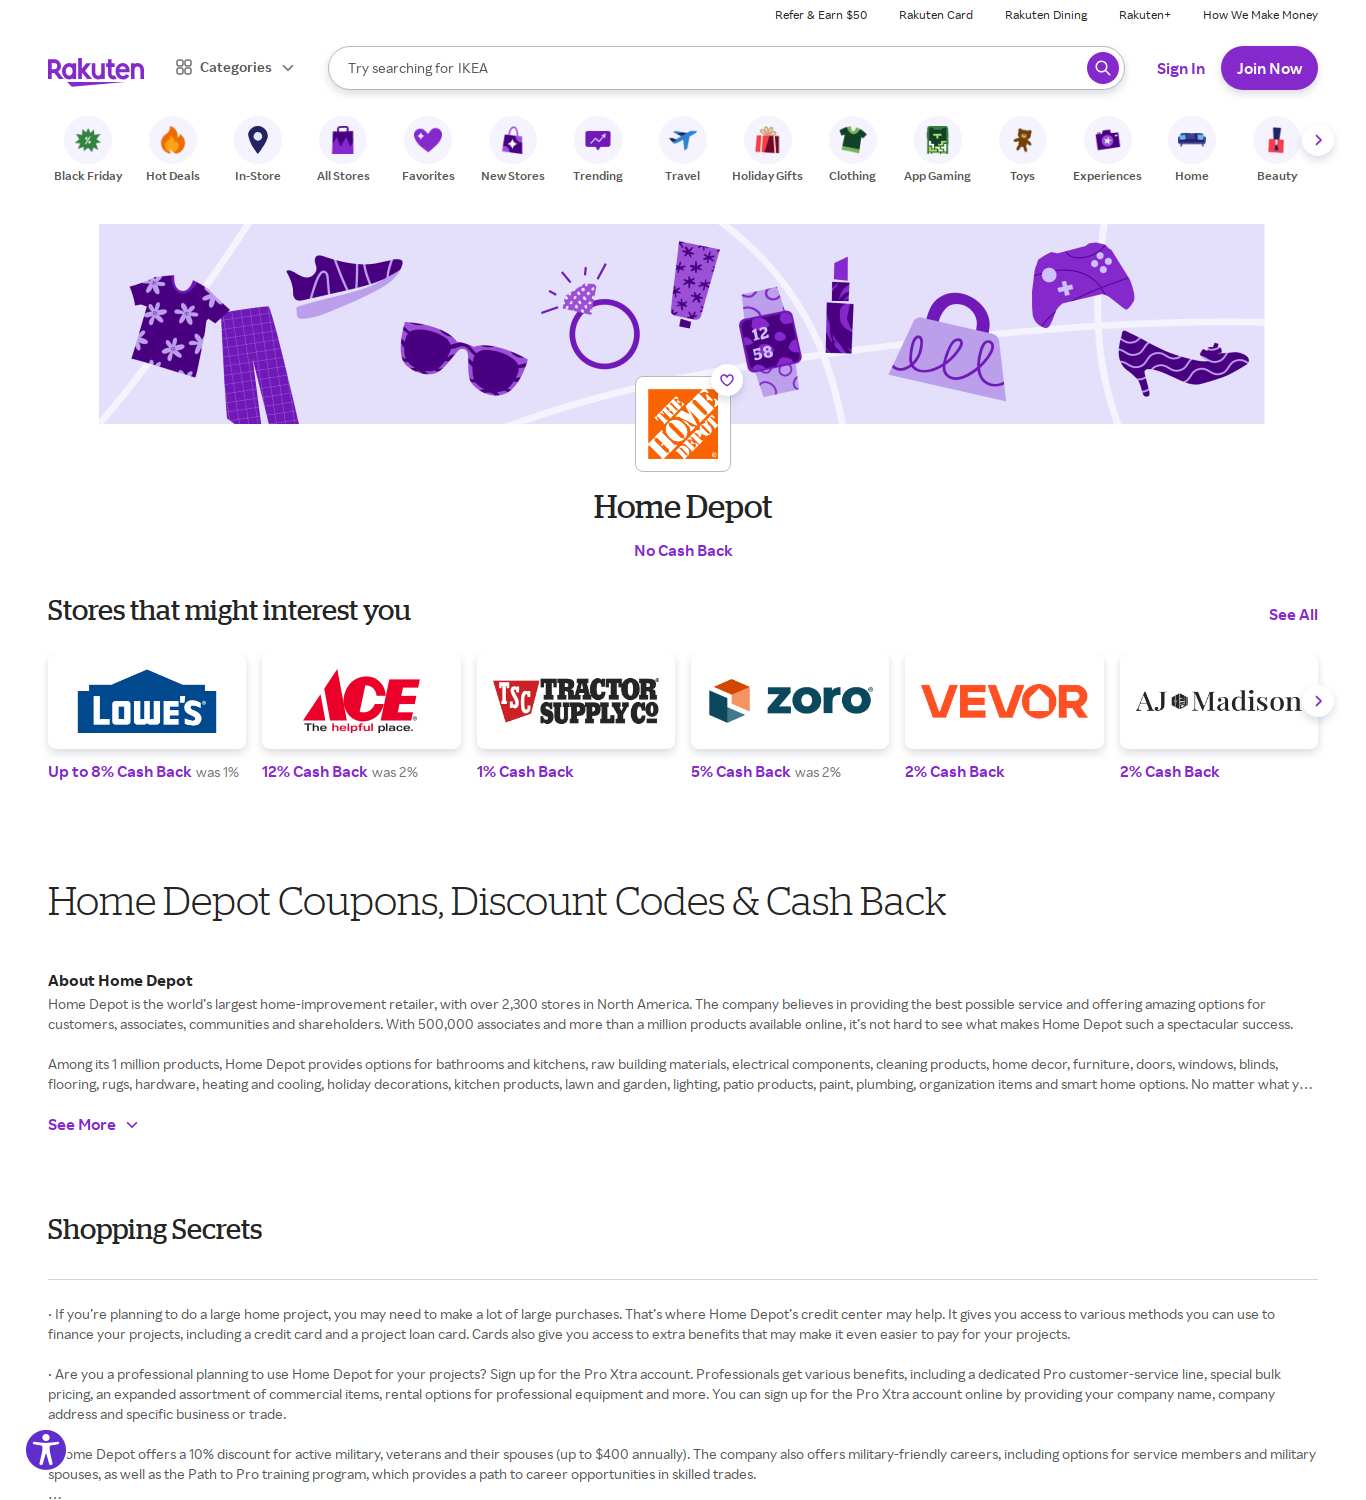 Refer & Earn $50
Rakuten Card
Rakuten Dining
Rakuten+
How We Make Money
Rakuten
Categories
Try searching for IKEA
Sign In
Join Now
Black Friday
Hot Deals
In-Store
All Stores
Favorites
New Stores
Trending
Travel
Holiday Gifts
Clothing
App Gaming
Toys
Experiences
Home
Beauty
12
58
THE
HOME
DEPOT
Home Depot
No Cash Back
Stores that might interest you
See All
LOWE'S
ACE
The helpful place.
TSC
TRACTOR
SUPPLY CO
zoro
VEVOR
AJ Madison
Up to 8% Cash Back was 1%
12% Cash Back was 2%
1% Cash Back
5% Cash Back was 2%
2% Cash Back
2% Cash Back
Home Depot Coupons, Discount Codes & Cash Back
About Home Depot
Home Depot is the world's largest home-improvement retailer, with over 2,300 stores in North America. The company believes in providing the best possible service and offering amazing options for
customers, associates, communities and shareholders. With 500,000 associates and more than a million products available online, it's not hard to see what makes Home Depot such a spectacular success.
Among its 1 million products, Home Depot provides options for bathrooms and kitchens, raw building materials, electrical components, cleaning products, home decor, furniture, doors, windows, blinds,
flooring, rugs, hardware, heating and cooling, holiday decorations, kitchen products, lawn and garden, lighting, patio products, paint, plumbing, organization items and smart home options. No matter what y...
See More
Shopping Secrets
· If you're planning to do a large home project, you may need to make a lot of large purchases. That's where Home Depot's credit center may help. It gives you access to various methods you can use to
finance your projects, including a credit card and a project loan card. Cards also give you access to extra benefits that may make it even easier to pay for your projects.
· Are you a professional planning to use Home Depot for your projects? Sign up for the Pro Xtra account. Professionals get various benefits, including a dedicated Pro customer-service line, special bulk
pricing, an expanded assortment of commercial items, rental options for professional equipment and more. You can sign up for the Pro Xtra account online by providing your company name, company
address and specific business or trade.
ome Depot offers a 10% discount for active military, veterans and their spouses (up to $400 annually). The company also offers military-friendly careers, including options for service members and military
spouses, as well as the Path to Pro training program, which provides a path to career opportunities in skilled trades.
...